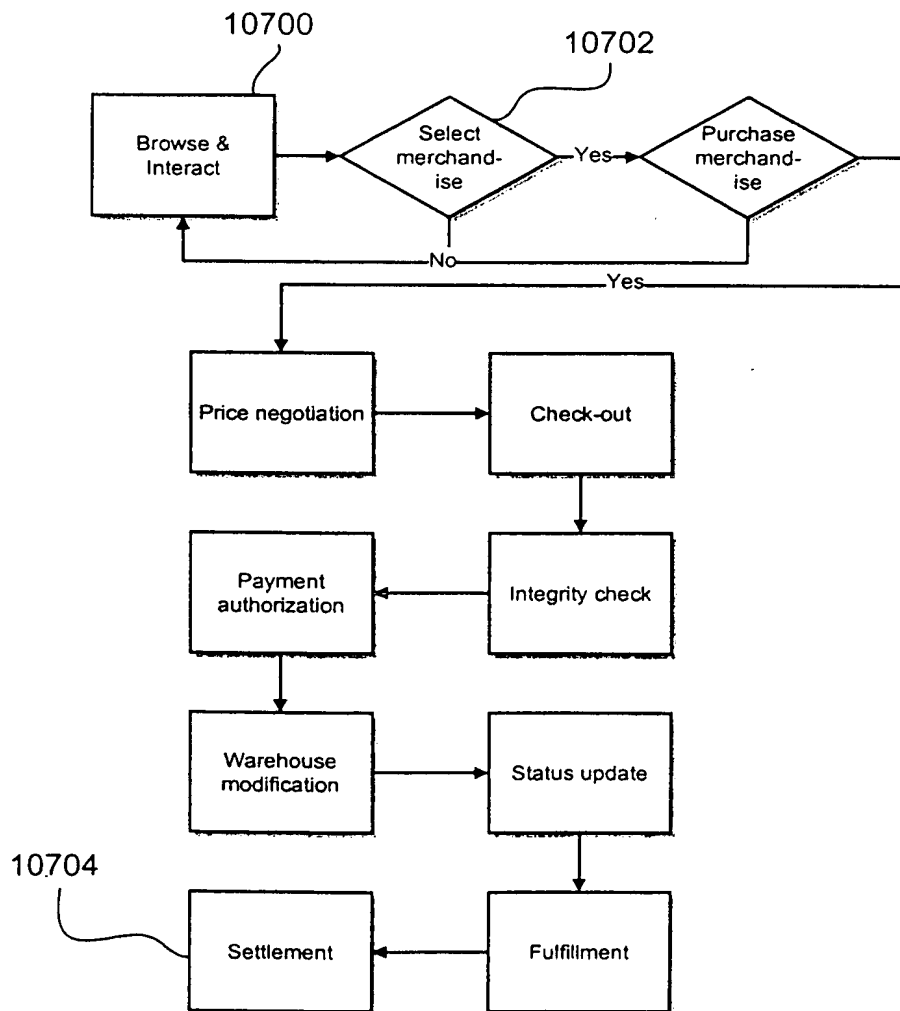 10700
10702
Browse &
Interact
Select
merchand-
ise
Yes
Purchase
merchand-
ise
No
Yes
Price negotiation
Check-out
Payment
authorization
Integrity check
Warehouse
modification
Status update
10704
Settlement
Fulfillment